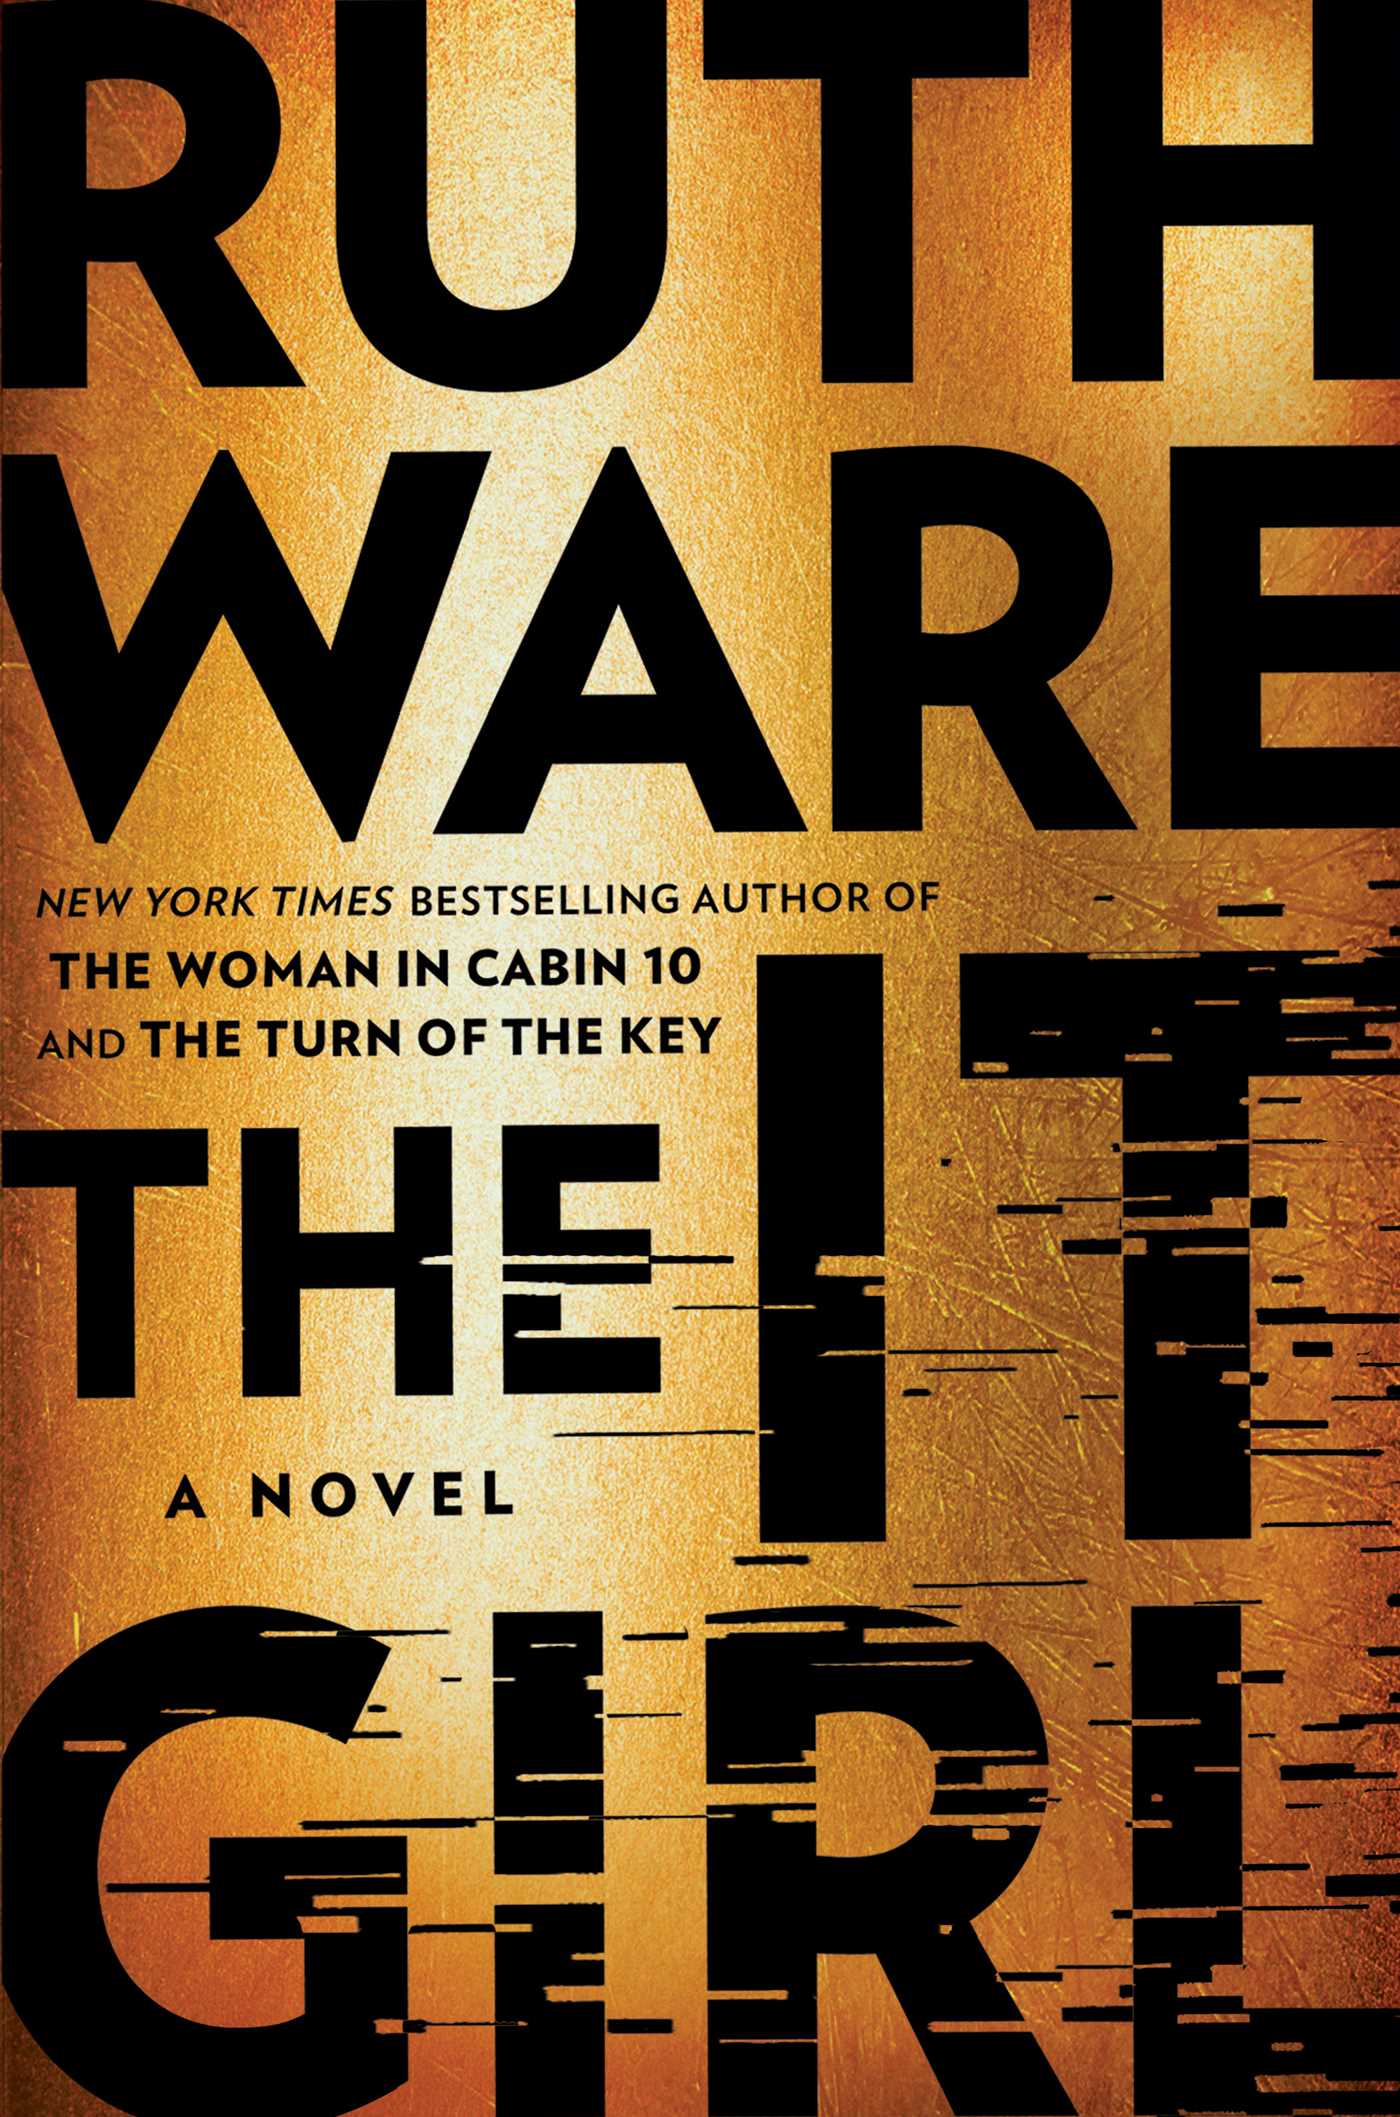 RUTH
WARE
NEW YORK TIMES BESTSELLING AUTHOR OF
THE WOMAN IN CABIN 10
AND THE TURN OF THE KEY
THE IT
A NOVEL
GIRL